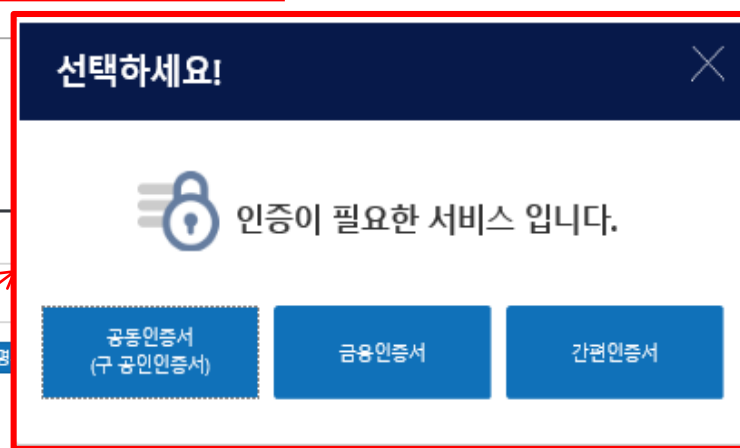 선택하세요!
인증이 필요한 서비스 입니다.
공동인증서
(구 공인인증서)
금융인증서
간편인증서
명